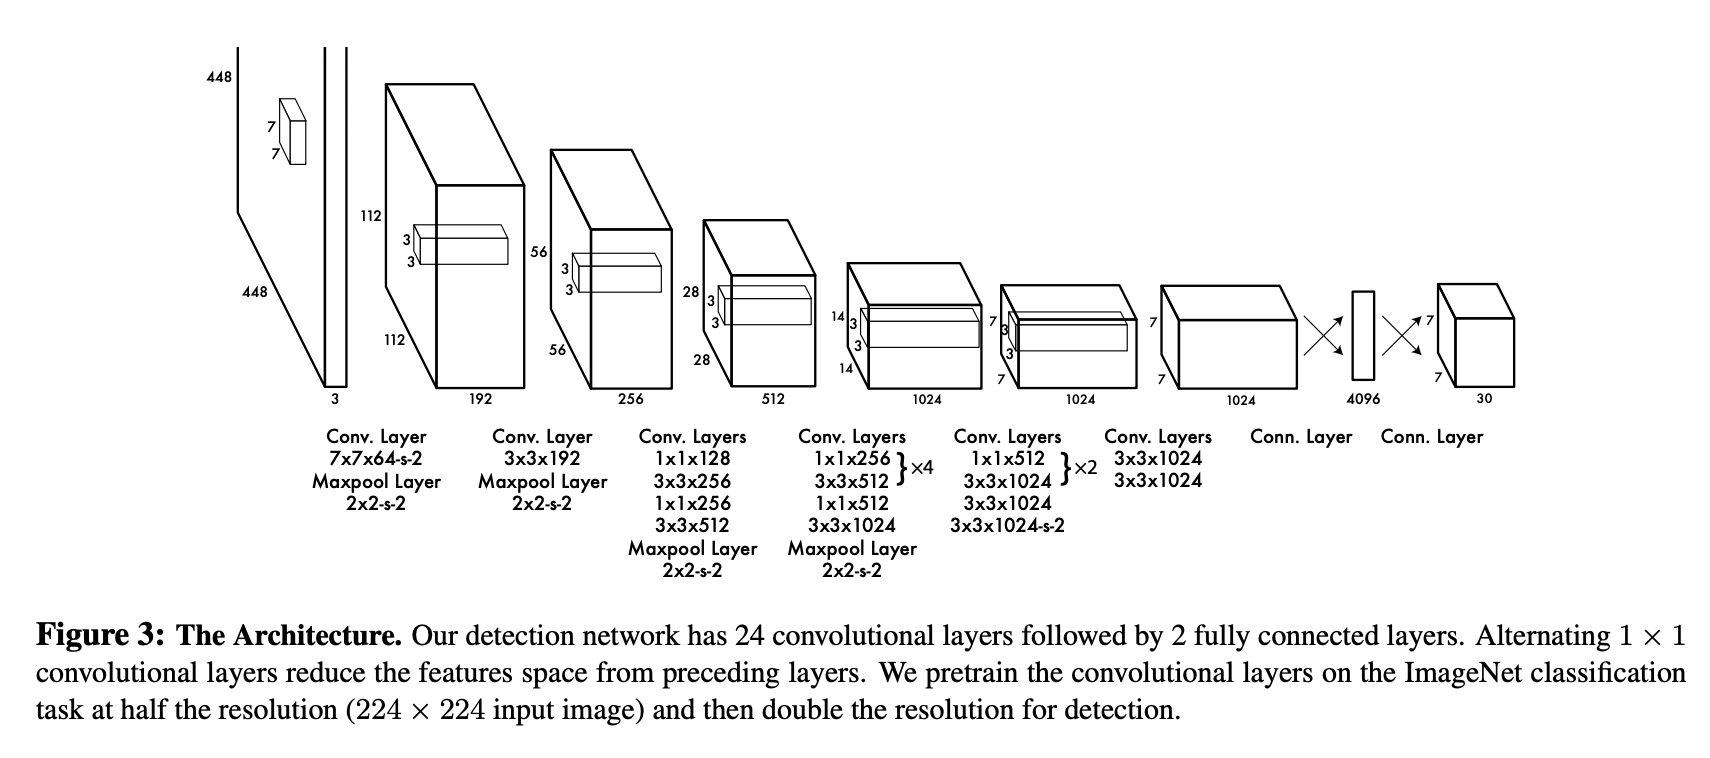 448
7
7
448
3
112
3
3
112
192
56
3
3
56
256
28
3
3
28
512
14
3
3
14
1024
7
3
3
7
1024
7
7
1024
4096
7
7
30
Conv. Layer
7x7x64-s-2
Maxpool Layer
2x2-s-2
Conv. Layer
3x3x192
Maxpool Layer
2x2-s-2
Conv. Layers
1x1x128
3x3x256
1x1x256
3x3x512
Maxpool Layer
2x2-s-2
Conv. Layers
1x1x256
3x3x512
}×4
1x1x512
3x3x1024
Maxpool Layer
2x2-s-2
Conv. Layers
1x1x512
3x3x1024
}×2
3x3x1024
3x3x1024-s-2
Conv. Layers
3x3x1024
3x3x1024
Conn. Layer
Conn. Layer
Figure 3: The Architecture. Our detection network has 24 convolutional layers followed by 2 fully connected layers. Alternating 1 × 1
convolutional layers reduce the features space from preceding layers. We pretrain the convolutional layers on the ImageNet classification
task at half the resolution (224 × 224 input image) and then double the resolution for detection.